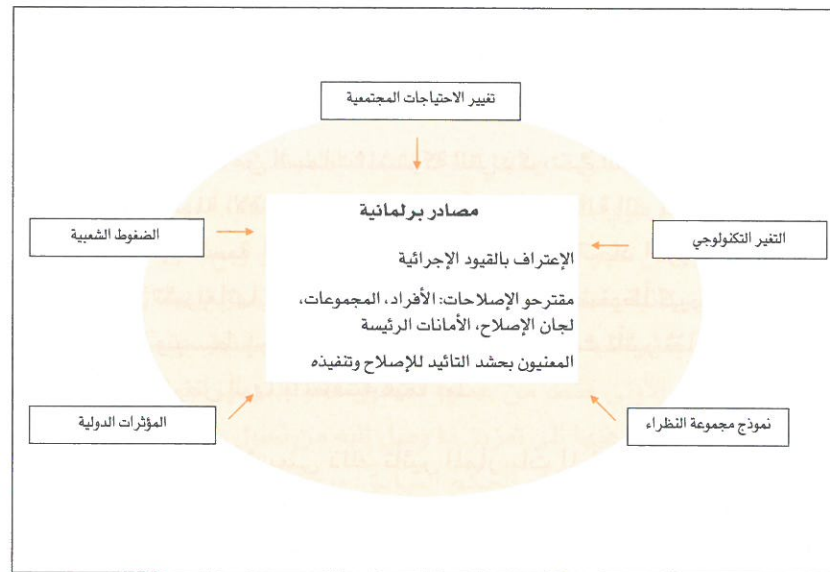 تغيير الاحتياجات المجتمعية
مصادر برلمانية
الضغوط الشعبية
التغير التكنولوجي
الإعتراف بالقيود الإجرائية
مقترحو الإصلاحات: الأفراد، المجموعات،
لجان الإصلاح، الأمانات الرئيسة
المعنيون بحشد التائيد للإصلاح وتنفيذه
المؤثرات الدولية
نموذج مجموعة النظراء